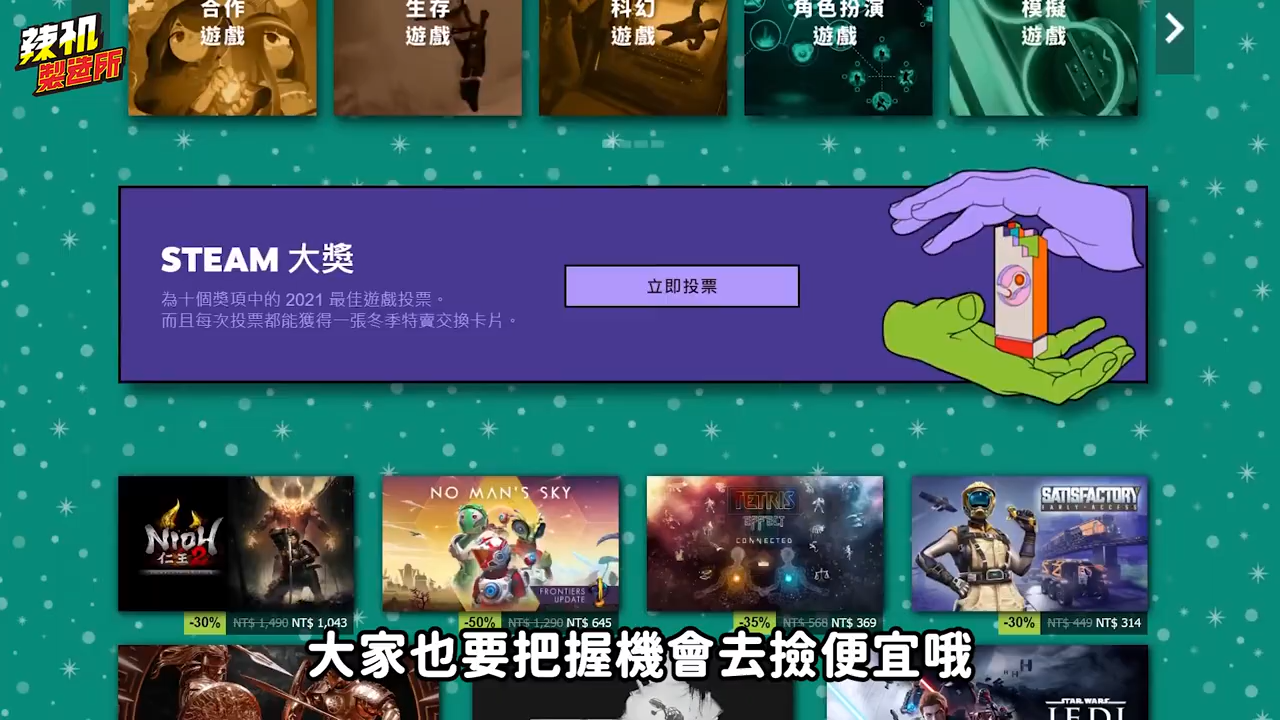 辣机
製造所
合作
遊戲
生存
遊戲
科幻
遊戲
角色扮演
遊戲
模擬
遊戲
STEAM 大獎
為十個獎項中的 2021 最佳遊戲投票。
而且每次投票都能獲得一張冬季特賣交換卡片。
立即投票
NIOH
仁王2
NO MAN'S SKY
FRONTIERS
UPDATE
TETRIS
EFFECT
CONNECTED
SATISFACTORY
EARLY-ACCESS
-30% NT$ 1,490 NT$ 1,043
-50% NT$ 1,290 NT$ 645
-35% NT$ 568 NT$ 369
-30% NT$ 449 NT$ 314
大家也要把握機會去撿便宜哦
STAR WARS
JEDI